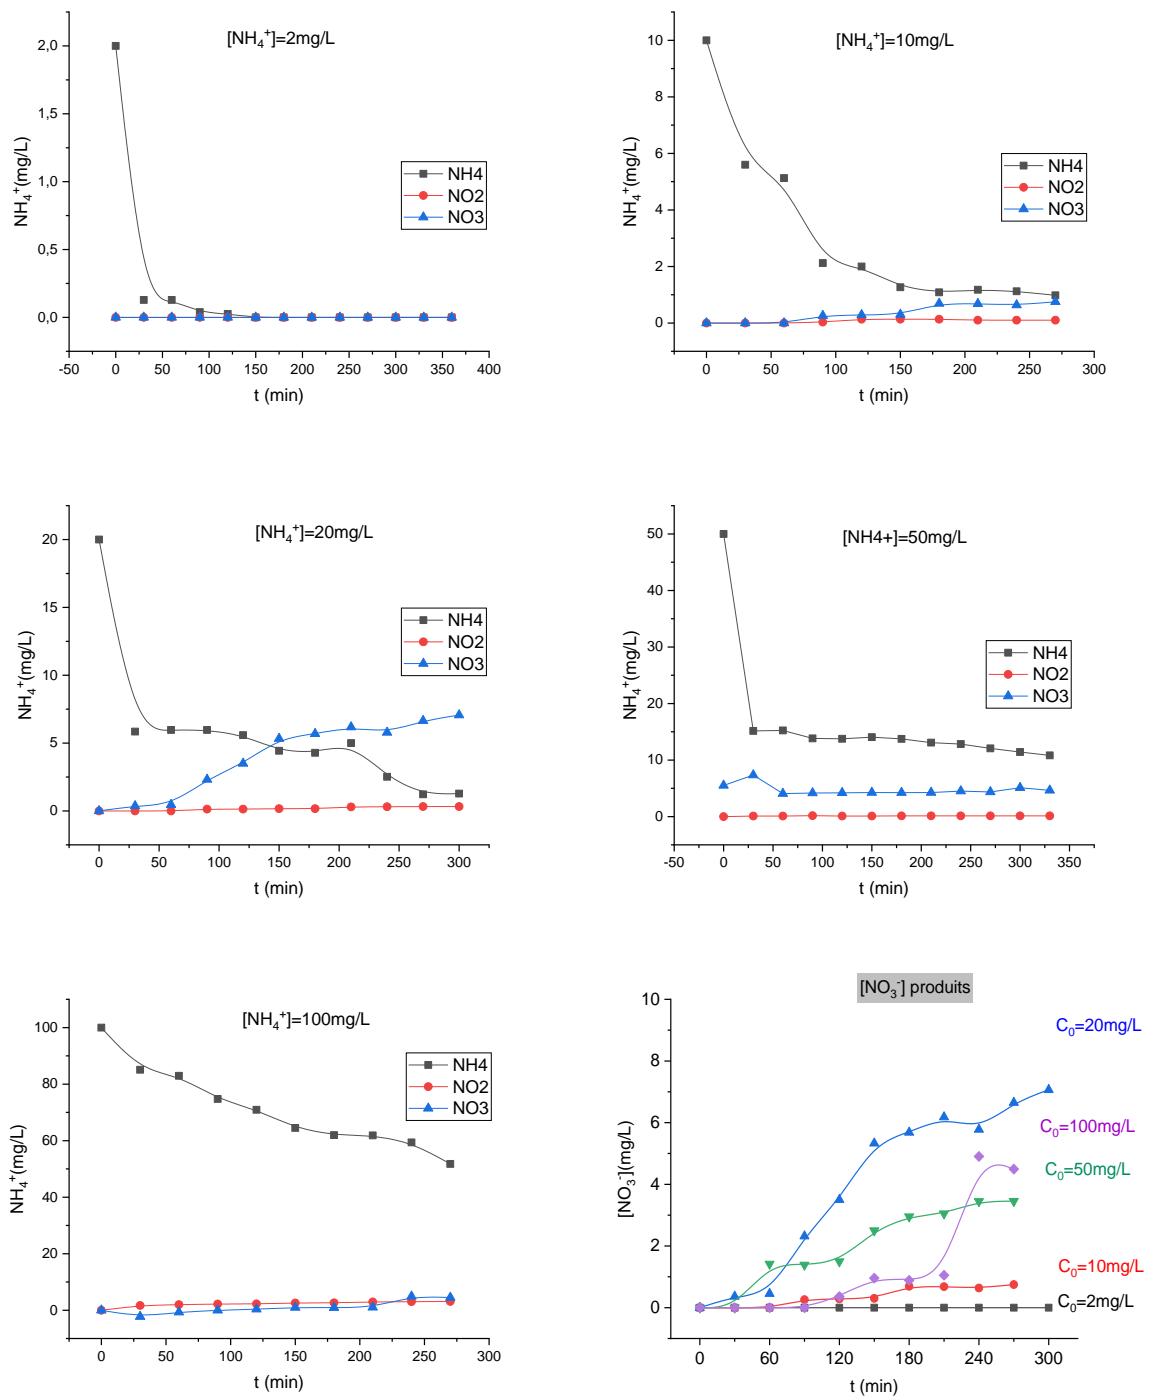 [NH₄⁺]=2mg/L
2,0
1,5
1,0
0,5
0,0
NH₄⁺(mg/L)
NH4
NO2
NO3
-50 0 50 100 150 200 250 300 350 400
t (min)
[NH₄⁺]=10mg/L
10
8
6
4
2
0
NH₄⁺(mg/L)
NH4
NO2
NO3
0 50 100 150 200 250 300
t (min)
[NH₄⁺]=20mg/L
20
15
10
5
0
NH₄⁺(mg/L)
NH4
NO2
NO3
0 50 100 150 200 250 300
t (min)
[NH4+]=50mg/L
50
40
30
20
10
0
NH₄⁺(mg/L)
NH4
NO2
NO3
-50 0 50 100 150 200 250 300 350
t (min)
[NH₄⁺]=100mg/L
100
80
60
40
20
0
NH₄⁺(mg/L)
NH4
NO2
NO3
0 50 100 150 200 250 300
t (min)
[NO₃⁻] produits
10
8
6
4
2
0
[NO₃⁻](mg/L)
C₀=20mg/L
C₀=100mg/L
C₀=50mg/L
C₀=10mg/L
C₀=2mg/L
0 60 120 180 240 300
t (min)